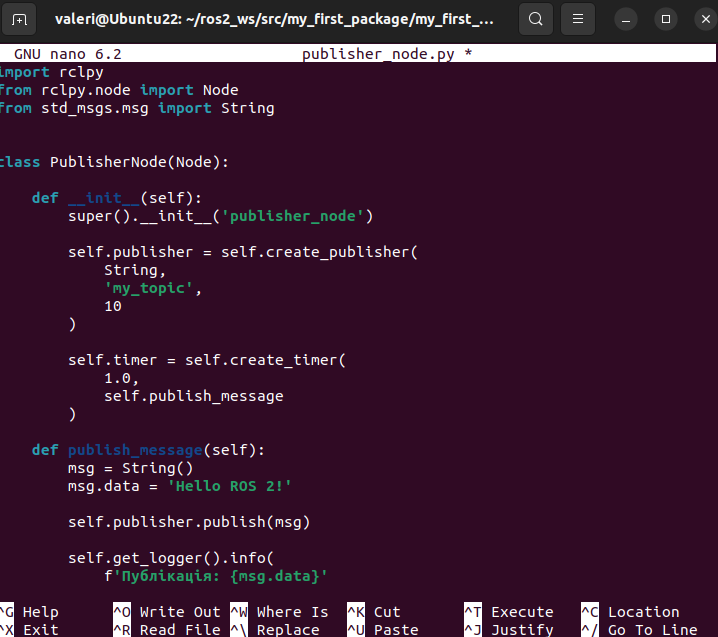 valeri@Ubuntu22: ~/ros2_ws/src/my_first_package/my_first_...
GNU nano 6.2 publisher_node.py *
import rclpy
from rclpy.node import Node
from std_msgs.msg import String
class PublisherNode(Node):
def __init__(self):
super().__init__('publisher_node')
self.publisher = self.create_publisher(
String,
'my_topic',
10
)
self.timer = self.create_timer(
1.0,
self.publish_message
)
def publish_message(self):
msg = String()
msg.data = 'Hello ROS 2!'
self.publisher.publish(msg)
self.get_logger().info(
f'Публікація: {msg.data}'
^G Help ^O Write Out ^W Where Is ^K Cut ^T Execute ^C Location
^X Exit ^R Read File ^\ Replace ^U Paste ^J Justify ^/ Go To Line